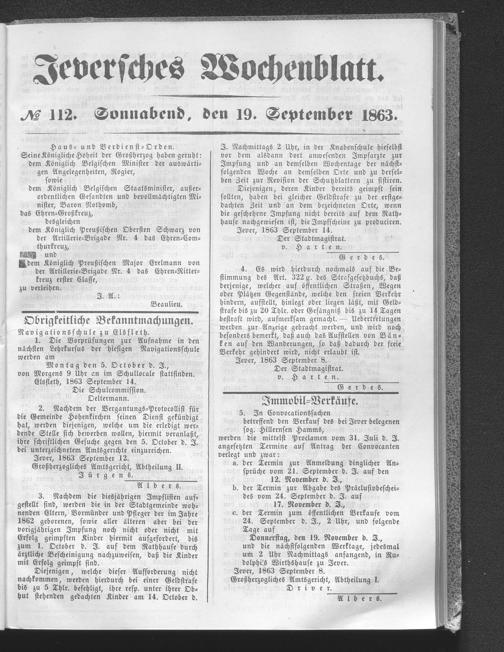 Jeversches Wochenblatt.
№ 112. Sonnabend, den 19. September 1863.
Haus- und Verdienst-Orden.
Seine Königliche Hoheit der Großherzog haben geruht:
dem Königlich Belgischen Minister der auswärti-
gen Angelegenheiten, Rogier,
sowie
dem Königlich Belgischen Staatsminister, außer-
ordentlichen Gesandten und bevollmächtigten Mi-
nister, Baron Nothomb,
das Ehren-Großkreuz,
desgleichen
dem Königlich Preußischen Obersten Schwarz von
der Artillerie-Brigade Nr. 4 das Ehren-Com-
thurkreuz,
und
dem Königlich Preußischen Major Erelmann von
der Artillerie-Brigade Nr. 4 das Ehren-Ritter-
kreuz erster Classe,
zu verleihen.
J. A.:
Beaulieu.
Obrigkeitliche Bekanntmachungen.
Navigationsschule zu Elsfleth.
1. Die Vorprüfungen zur Aufnahme in den
nächsten Lehrkursus der hiesigen Navigationsschule
werden am
Montag den 5. October d. J.,
von Morgens 9 Uhr an im Schullocale stattfinden.
Elsfleth, 1863 September 14.
Die Schulcommission.
Oeltermann.
2. Nachdem der Vergantungs-Protocollist für
die Gemeinde Hohenkirchen seinen Dienst gekündigt
hat, werden diejenigen, welche um die erledigt wer-
dende Stelle sich bewerben wollen, hiermit veranlaßt,
ihre schriftlichen Gesuche gegen den 5. October d. J.
bei unterzeichnetem Amtsgerichte einzureichen.
Jever, 1863 September 12.
Großherzogliches Amtsgericht, Abtheilung II.
Jürgens.
Albers.
3. Nachdem die diesjährigen Impflisten auf-
gestellt sind, werden die in der Stadtgemeinde woh-
nenden Eltern, Vormünder und Pfleger der im Jahre
1862 geborenen, sowie aller ältern aber bei der
vorigjährigen Impfung noch nicht oder nicht mit
Erfolg geimpften Kinder hiermit aufgefordert, bis
zum 1. October d. J. auf dem Rathhause durch
ärztliche Bescheinigung nachzuweisen, daß die Kinder
mit Erfolg geimpft sind.
Diejenigen, welche dieser Aufforderung nicht
nachkommen, werden hierdurch bei einer Geldstrafe
bis zu 5 Thlr. befehligt, ihre resp. unter ihrer Ob-
hut stehenden gedachten Kinder am 14. October d.
J. Nachmittags 2 Uhr, in der Knabenschule hieselbst
vor dem alsdann dort anwesenden Impfarzte zur
Impfung und an demselben Wochentage der nächst-
folgenden Woche an demselben Orte und zu dersel-
ben Zeit zur Revision der Schutzblattern zu sistiren.
Diejenigen, deren Kinder bereits geimpft sein
sollten, haben bei gleicher Geldstrafe zu der erstge-
dachten Zeit und an dem bezeichneten Orte, wenn
die geschehene Impfung nicht bereits auf dem Rath-
hause nachgewiesen ist, die Impfscheine vorzuzeigen.
Jever, 1863 September 14.
Der Stadtmagistrat.
v. Harten.
Gerdes.
4. Es wird hierdurch nochmals auf die Be-
stimmung des Art. 322 g. des Strafgesetzbuchs, daß
diejenigen, welcher auf öffentlichen Straßen, Wegen
oder Plätzen Gegenstände, welche den freien Verkehr
hindern, aufstellt, hinlegt oder liegen läßt, mit Geld-
strafe bis zu 20 Thlr. oder Gefängniß bis zu 14 Tagen
bestraft wird, aufmerksam gemacht. — Uebertretungen
werden zur Anzeige gebracht werden, und wird noch
besonders bemerkt, daß auch das Aufstellen von Bän-
ken an den Wanderungen, so daß dadurch der freie
Verkehr gehindert wird, nicht erlaubt ist.
Jever, 1863 September 8.
Der Stadtmagistrat.
v. Harten.
Gerdes.
Immobil-Verkäufe.
5. In Convocationssachen
betreffend den Verkauf des bei Jever belegenen
sog. Hillersen Hamms,
werden die mittelst Proclamen vom 31. Juli d. J.
angesetzten Termine auf Antrag der Convocanten
verlegt und zwar:
a. der Termin zur Anmeldung dinglicher An-
sprüche vom 21. September d. J. auf den
12. November d. J.,
b. der Termin zur Abgabe des Präclusivbeschei-
des vom 24. September d. J. auf
17. November d. J.,
c. der Termin zum öffentlichen Verkaufe vom
24. September d. J., 2 Uhr, und folgende
Tage auf
Donnerstag, den 19. November d. J.,
und die nächstfolgenden Werktage, jedesmal
um 2 Uhr Nachmittags anfangend, in Ru-
dolphi's Wirthshause zu Jever.
Jever, 1863 September 8.
Großherzogliches Amtsgericht, Abtheilung I.
Driver.
Albers.